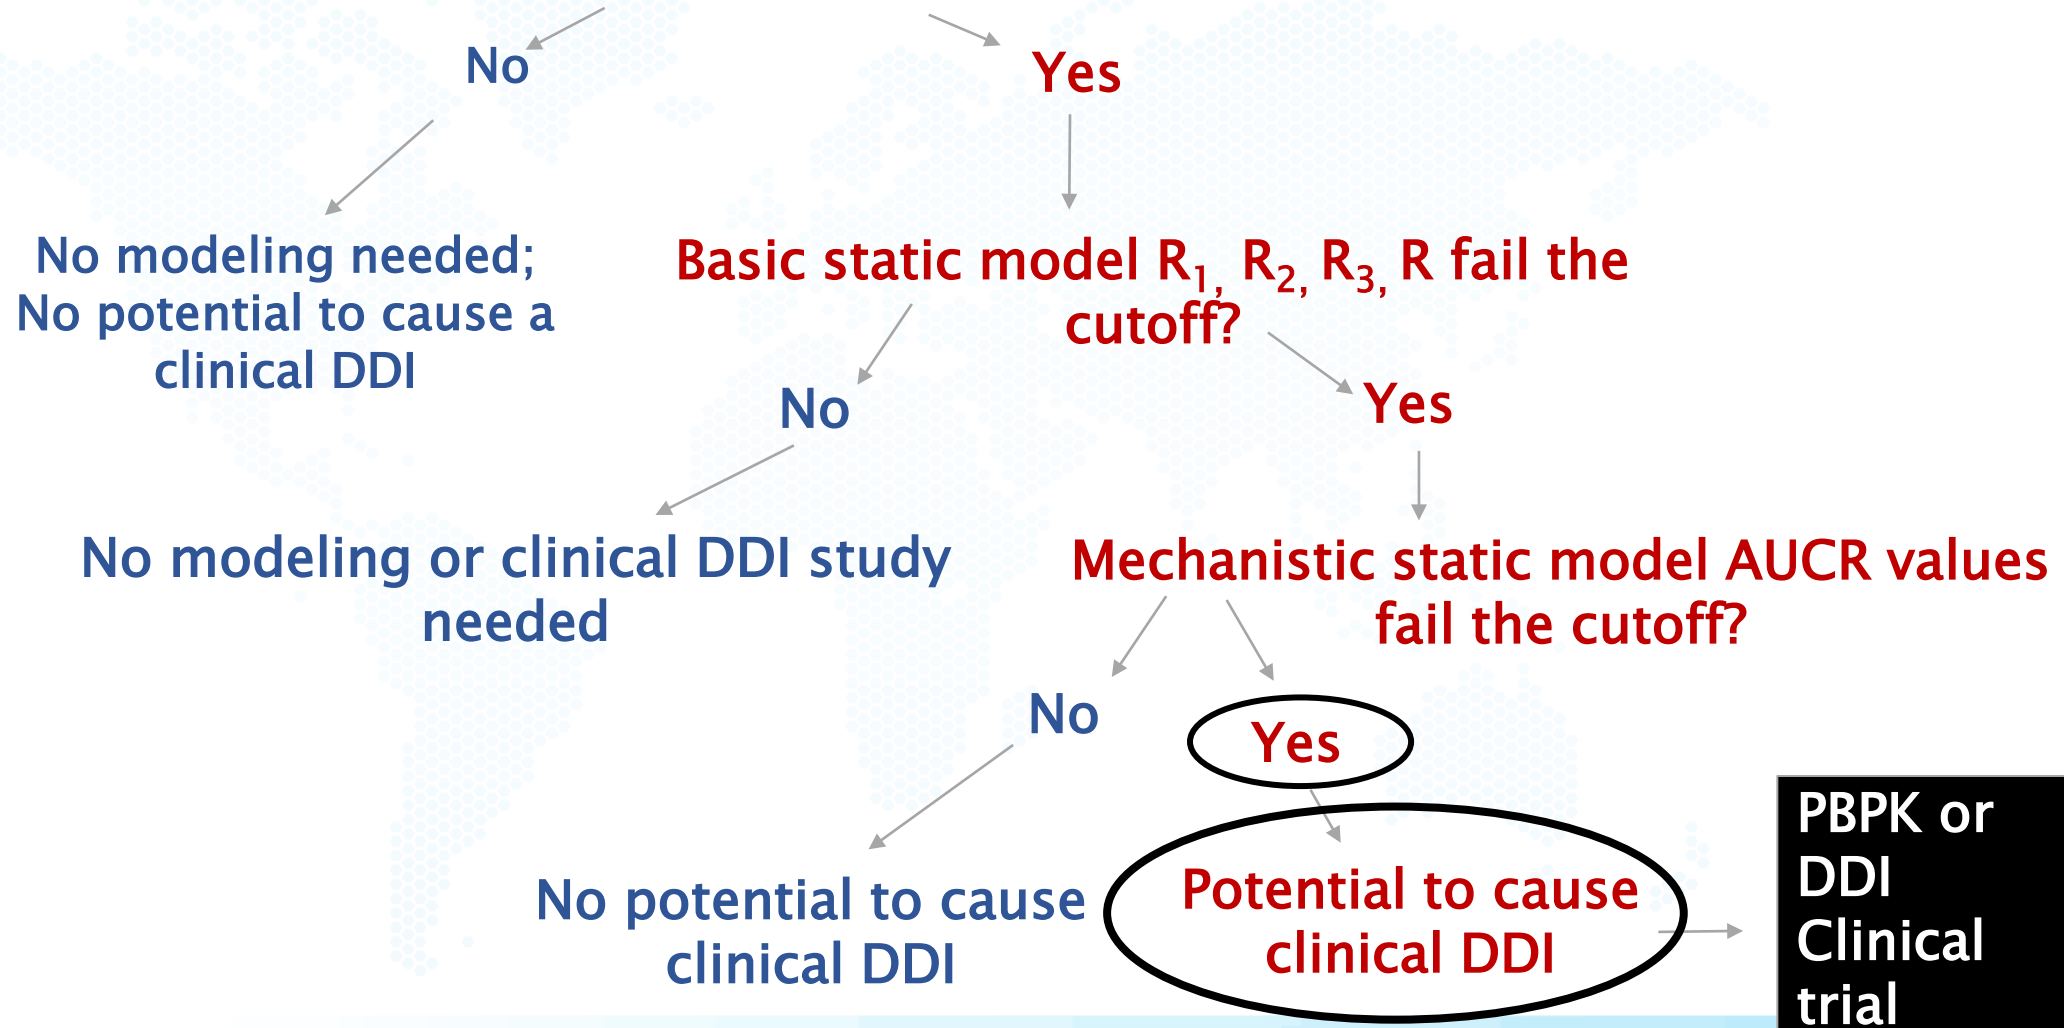 No
Yes
No modeling needed;
No potential to cause a
clinical DDI
Basic static model R₁, R₂, R₃, R fail the
cutoff?
No
Yes
No modeling or clinical DDI study
needed
Mechanistic static model AUCR values
fail the cutoff?
No
Yes
No potential to cause
clinical DDI
Potential to cause
clinical DDI
PBPK or
DDI
Clinical
trial